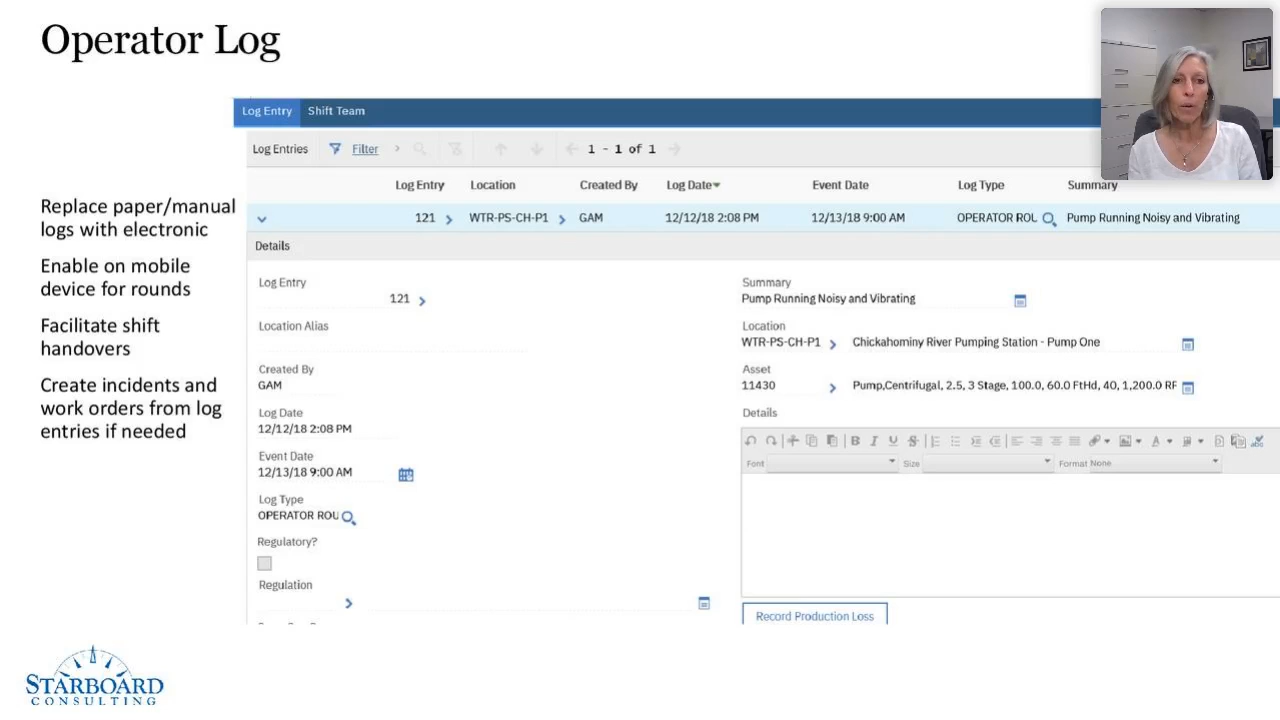 Operator Log
Log Entry Shift Team
Log Entries Filter 1 - 1 of 1
Log Entry Location Created By Log Date Event Date Log Type Summary
121 WTR-PS-CH-P1 GAM 12/12/18 2:08 PM 12/13/18 9:00 AM OPERATOR ROU Pump Running Noisy and Vibrating
Replace paper/manual
logs with electronic
Enable on mobile
device for rounds
Facilitate shift
handovers
Create incidents and
work orders from log
entries if needed
Details
Log Entry
121
Location Alias
Created By
GAM
Log Date
12/12/18 2:08 PM
Event Date
12/13/18 9:00 AM
Log Type
OPERATOR ROU
Regulatory?
Regulation
Summary
Pump Running Noisy and Vibrating
Location
WTR-PS-CH-P1 Chickahominy River Pumping Station - Pump One
Asset
11430 Pump,Centrifugal, 2.5, 3 Stage, 100.0, 60.0 FtHd, 40, 1,200.0 RP
Details
Font Size Format None
Record Production Loss
STARBOARD
CONSULTING